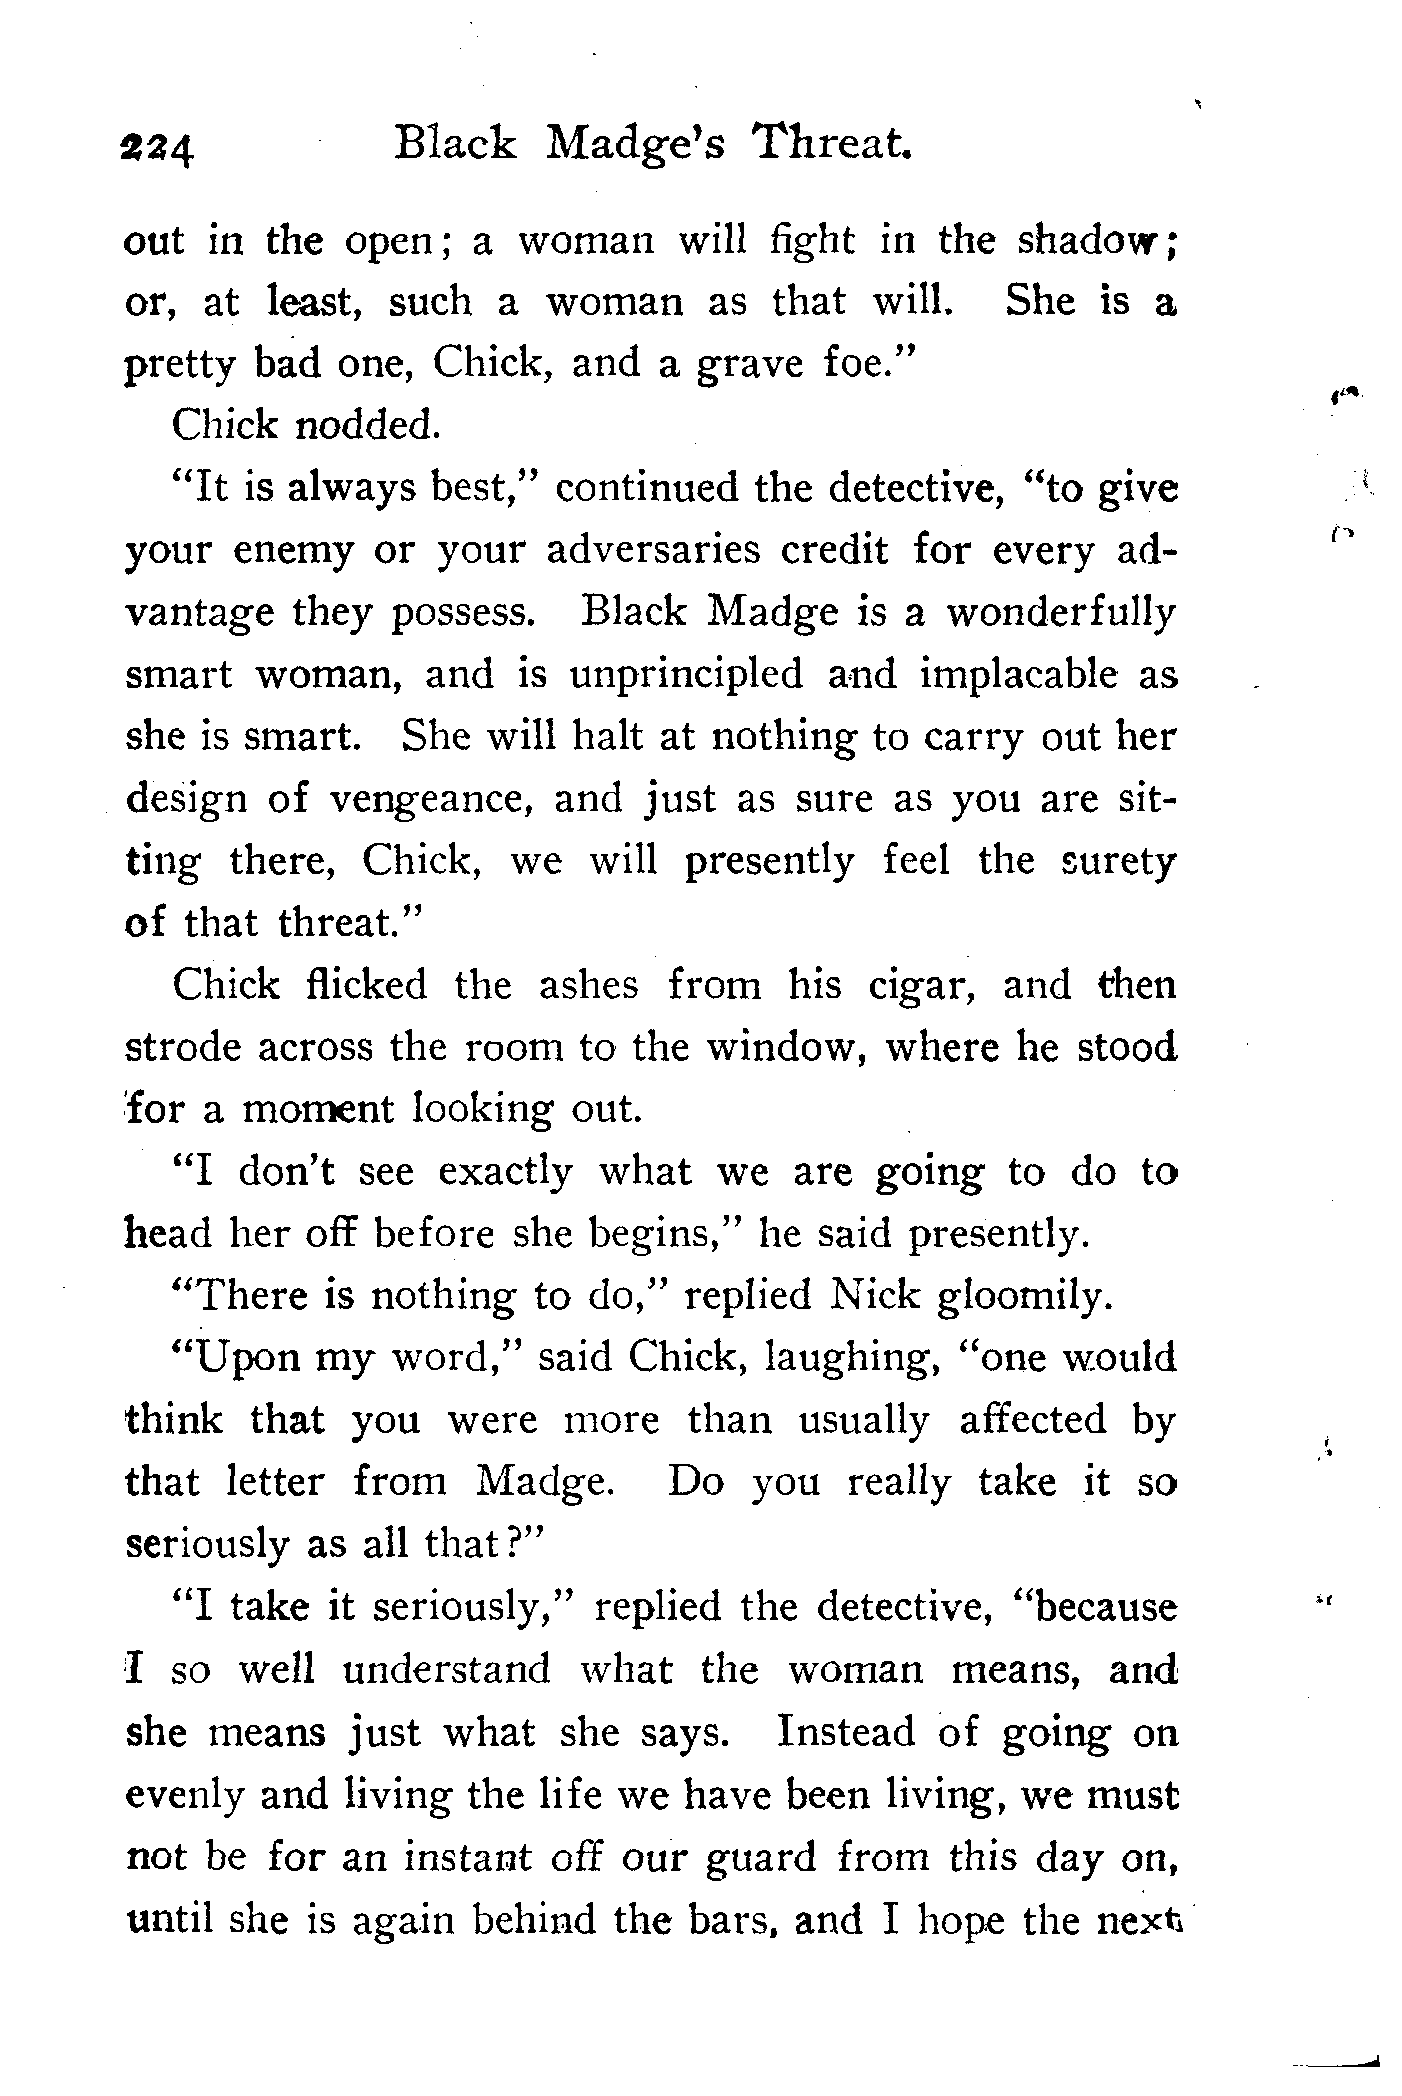 224 Black Madge's Threat.
out in the open; a woman will fight in the shadow;
or, at least, such a woman as that will. She is a
pretty bad one, Chick, and a grave foe."
Chick nodded.
"It is always best," continued the detective, "to give
your enemy or your adversaries credit for every ad-
vantage they possess. Black Madge is a wonderfully
smart woman, and is unprincipled and implacable as
she is smart. She will halt at nothing to carry out her
design of vengeance, and just as sure as you are sit-
ting there, Chick, we will presently feel the surety
of that threat."
Chick flicked the ashes from his cigar, and then
strode across the room to the window, where he stood
for a moment looking out.
"I don't see exactly what we are going to do to
head her off before she begins," he said presently.
"There is nothing to do," replied Nick gloomily.
"Upon my word," said Chick, laughing, "one would
think that you were more than usually affected by
that letter from Madge. Do you really take it so
seriously as all that?"
"I take it seriously," replied the detective, "because
I so well understand what the woman means, and
she means just what she says. Instead of going on
evenly and living the life we have been living, we must
not be for an instant off our guard from this day on,
until she is again behind the bars, and I hope the next